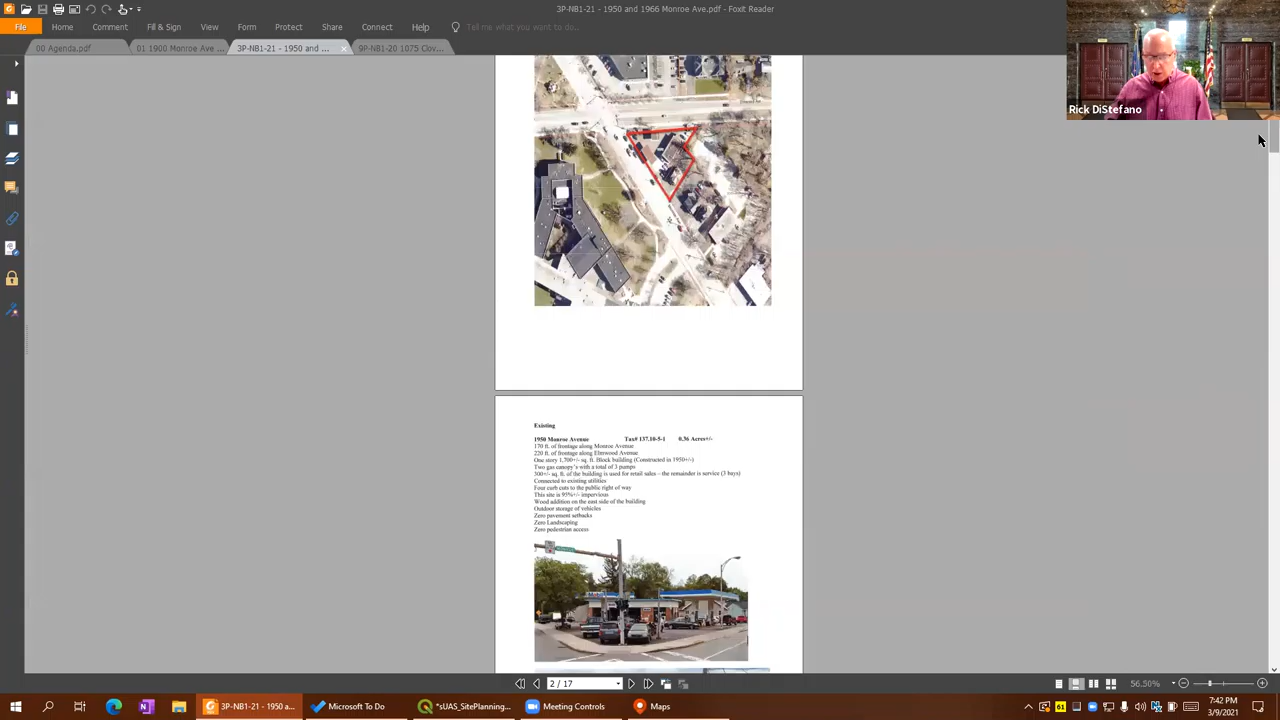 3P-NB1-21 - 1950 and 1966 Monroe Ave.pdf - Foxit Reader
File Home Comment Fill & Sign View Form Protect Share Connect Help Tell me what you want to do..
00 Agenda.pdf 01 1900 Monroe Ave ... 3P-NB1-21 - 1950 and ... 9P-NB1-20 1075 Clov...
Rick DiStefano
Existing
1950 Monroe Avenue Tax# 137.10-5-1 0.36 Acres+/-
170 ft. of frontage along Monroe Avenue
220 ft. of frontage along Elmwood Avenue
One story 1,700+/- sq. ft. Block building (Constructed in 1950+/-)
Two gas canopy's with a total of 3 pumps
300+/- sq. ft. of the building is used for retail sales – the remainder is service (3 bays)
Connected to existing utilities
Four curb cuts to the public right of way
This site is 95%+/- impervious
Wood addition on the east side of the building
Outdoor storage of vehicles
Zero pavement setbacks
Zero Landscaping
Zero pedestrian access
2 / 17
56.50%
3P-NB1-21 - 1950 a... Microsoft To Do *sUAS_SitePlanning... Meeting Controls Maps
61
7:42 PM
3/9/2021